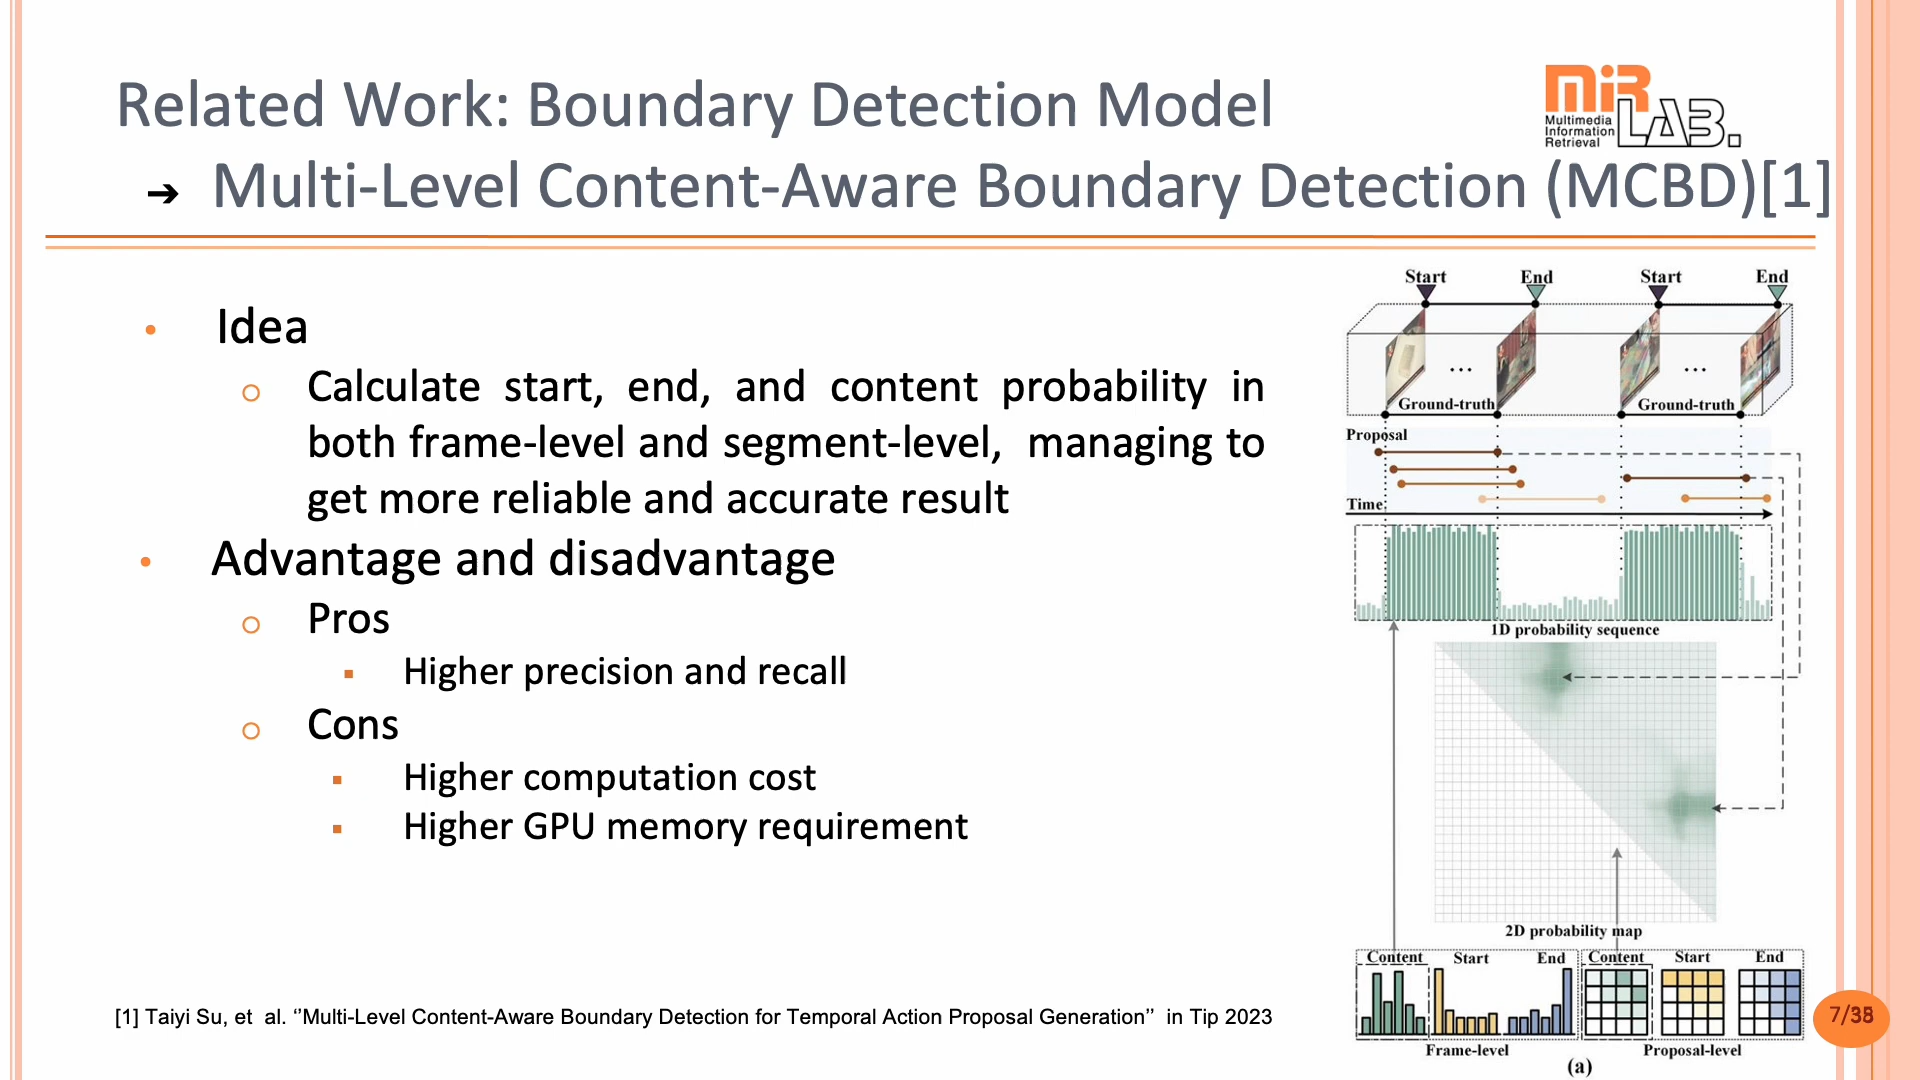 Related Work: Boundary Detection Model
➔ Multi-Level Content-Aware Boundary Detection (MCBD)[1]
MiR LAB.
Multimedia
Information
Retrieval
• Idea
o Calculate start, end, and content probability in
both frame-level and segment-level, managing to
get more reliable and accurate result
• Advantage and disadvantage
o Pros
▪ Higher precision and recall
o Cons
▪ Higher computation cost
▪ Higher GPU memory requirement
Start End Start End
... ...
Ground-truth Ground-truth
Proposal
Time
1D probability sequence
2D probability map
Content Start End Content Start End
Frame-level Proposal-level
(a)
[1] Taiyi Su, et al. ‘’Multi-Level Content-Aware Boundary Detection for Temporal Action Proposal Generation’’ in Tip 2023